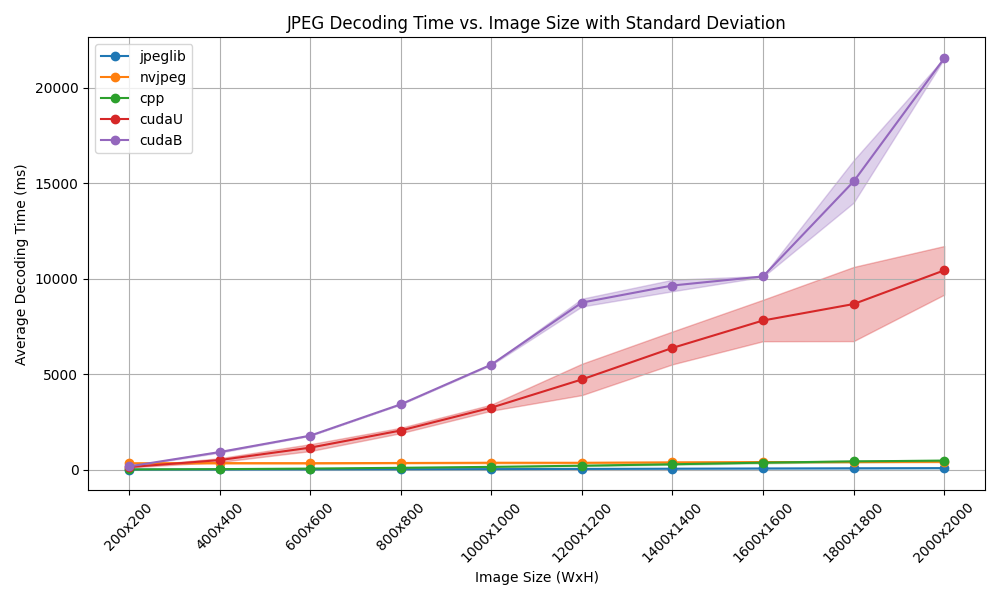 JPEG Decoding Time vs. Image Size with Standard Deviation
jpeglib
nvjpeg
cpp
cudaU
cudaB
Average Decoding Time (ms)
20000
15000
10000
5000
0
200x200
400x400
600x600
800x800
1000x1000
1200x1200
1400x1400
1600x1600
1800x1800
2000x2000
Image Size (WxH)